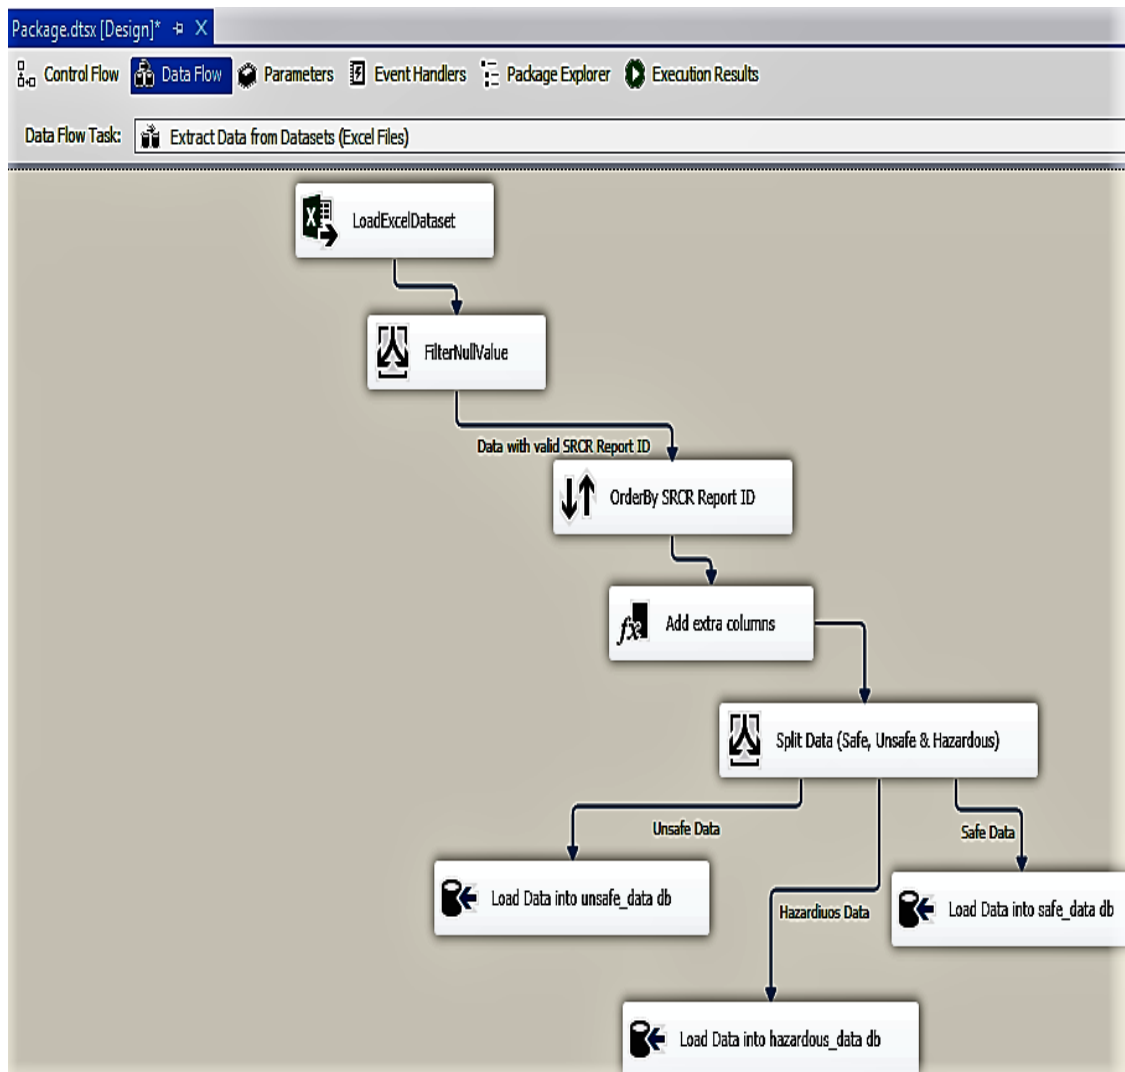 Package.dtsx [Design]*
Control Flow Data Flow Parameters Event Handlers Package Explorer Execution Results
Data Flow Task: Extract Data from Datasets (Excel Files)
LoadExcelDataset
FilterNullValue
Data with valid SRCR Report ID
OrderBy SRCR Report ID
fx Add extra columns
Split Data (Safe, Unsafe & Hazardous)
Unsafe Data
Safe Data
Load Data into unsafe_data db
Hazardiuos Data
Load Data into safe_data db
Load Data into hazardous_data db